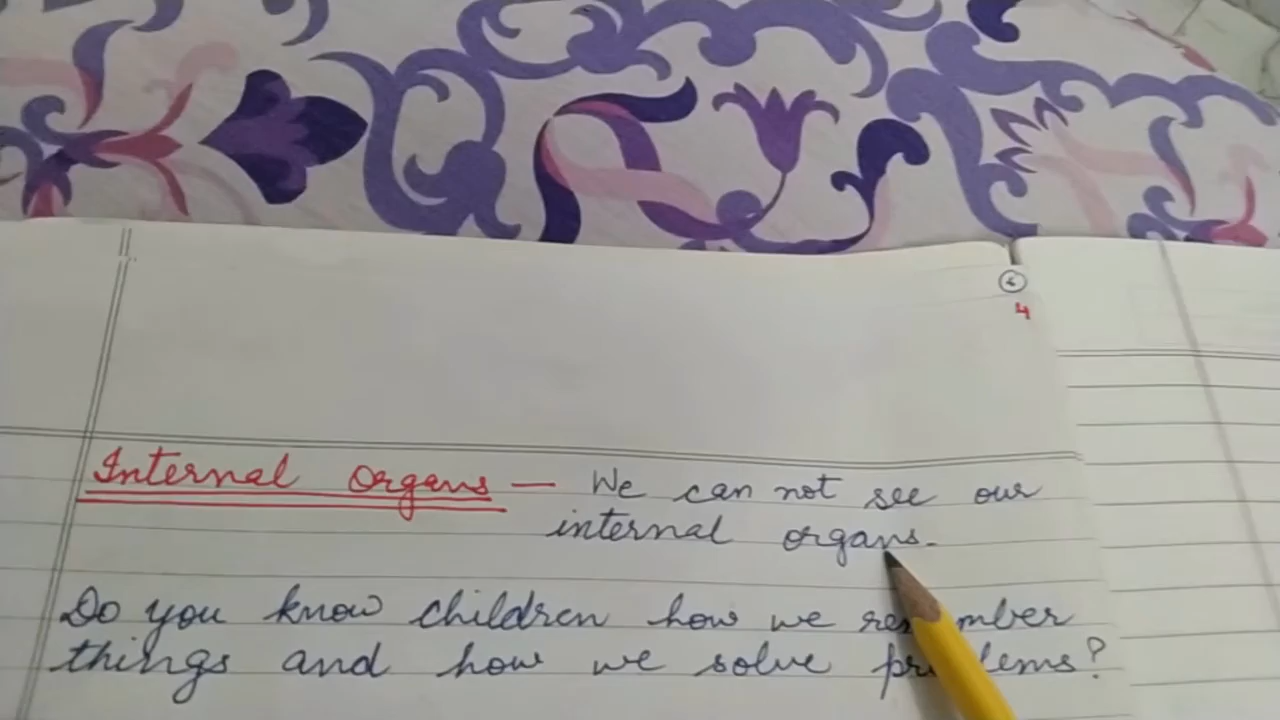 4
Internal Organs — We can not see our
internal organs.
Do you know children how we remember
things and how we solve problems?